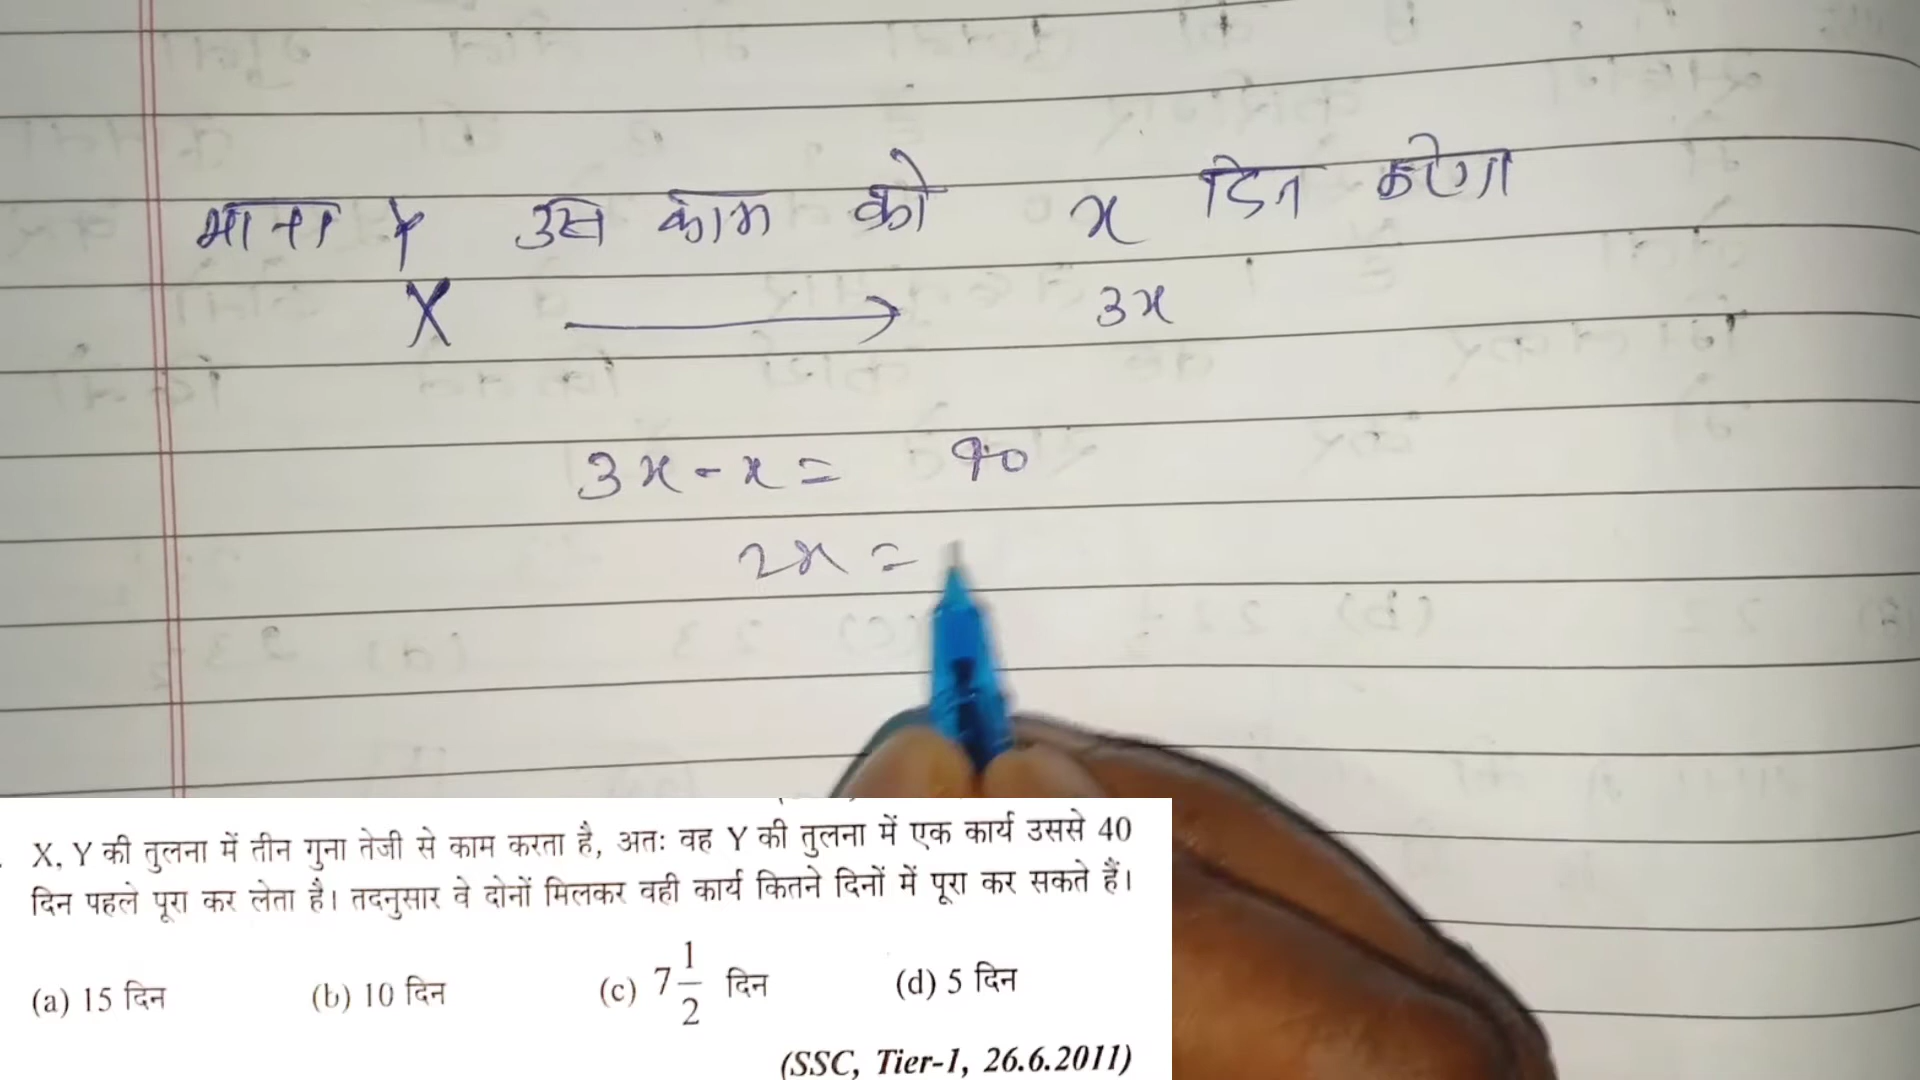 माना Y उस काम को x दिन करेगा
X → 3x
3x - x = 40
2x =
X, Y की तुलना में तीन गुना तेजी से काम करता है, अतः वह Y की तुलना में एक कार्य उससे 40
दिन पहले पूरा कर लेता है। तदनुसार वे दोनों मिलकर वही कार्य कितने दिनों में पूरा कर सकते हैं।
(a) 15 दिन (b) 10 दिन (c) 7 1/2 दिन (d) 5 दिन
(SSC, Tier-1, 26.6.2011)